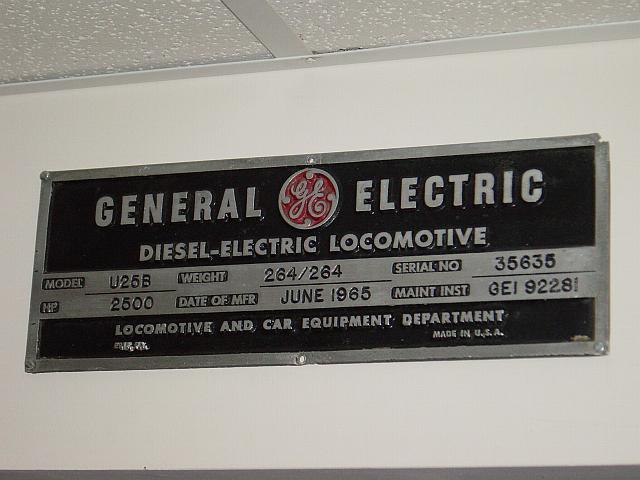 GENERAL GE ELECTRIC
DIESEL-ELECTRIC LOCOMOTIVE
MODEL U25B WEIGHT 264/264 SERIAL NO 35635
HP 2500 DATE OF MFR JUNE 1965 MAINT INST GEI 92281
LOCOMOTIVE AND CAR EQUIPMENT DEPARTMENT
MADE IN U.S.A.